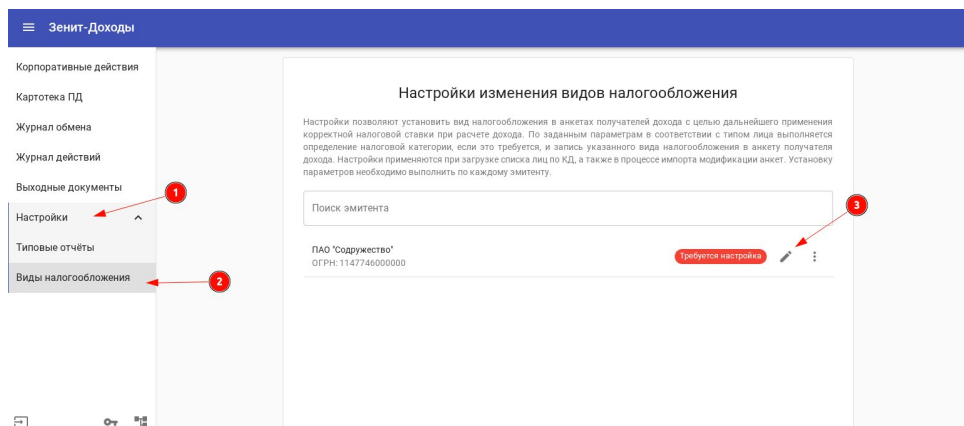 Зенит-Доходы
Корпоративные действия
Картотека ПД
Журнал обмена
Журнал действий
Выходные документы
1
Настройки
Типовые отчёты
Виды налогообложения
2
Настройки изменения видов налогообложения
Настройки позволяют установить вид налогообложения в анкетах получателей дохода с целью дальнейшего применения
корректной налоговой ставки при расчете дохода. По заданным параметрам в соответствии с типом лица выполняется
определение налоговой категории, если это требуется, и запись указанного вида налогообложения в анкету получателя
дохода. Настройки применяются при загрузке списка лиц по КД, а также в процессе импорта модификации анкет. Установку
параметров необходимо выполнить по каждому эмитенту.
Поиск эмитента
3
ПАО "Содружество"
ОГРН: 1147746000000
Требуется настройка